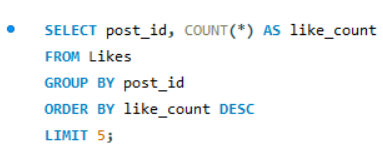 SELECT post_id, COUNT(*) AS like_count
FROM Likes
GROUP BY post_id
ORDER BY like_count DESC
LIMIT 5;